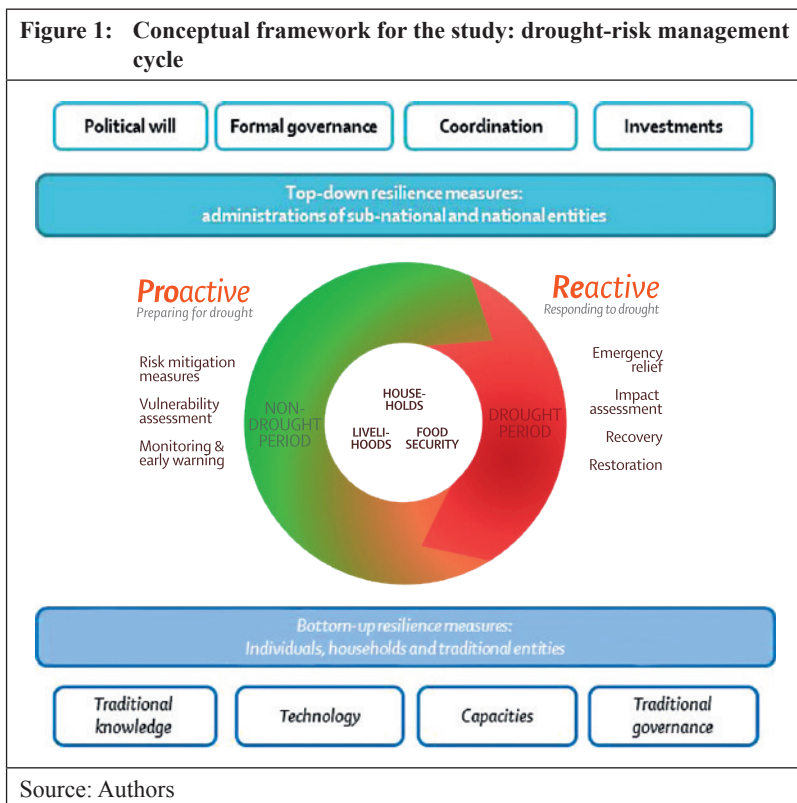 Figure 1: Conceptual framework for the study: drought-risk management
cycle
Political will
Formal governance
Coordination
Investments
Top-down resilience measures:
administrations of sub-national and national entities
Proactive
Preparing for drought
Risk mitigation
measures
Vulnerability
assessment
Monitoring &
early warning
NON-
DROUGHT
PERIOD
HOUSE-
HOLDS
LIVELI-
HOODS
FOOD
SECURITY
DROUGHT
PERIOD
Reactive
Responding to drought
Emergency
relief
Impact
assessment
Recovery
Restoration
Bottom-up resilience measures:
Individuals, households and traditional entities
Traditional
knowledge
Technology
Capacities
Traditional
governance
Source: Authors